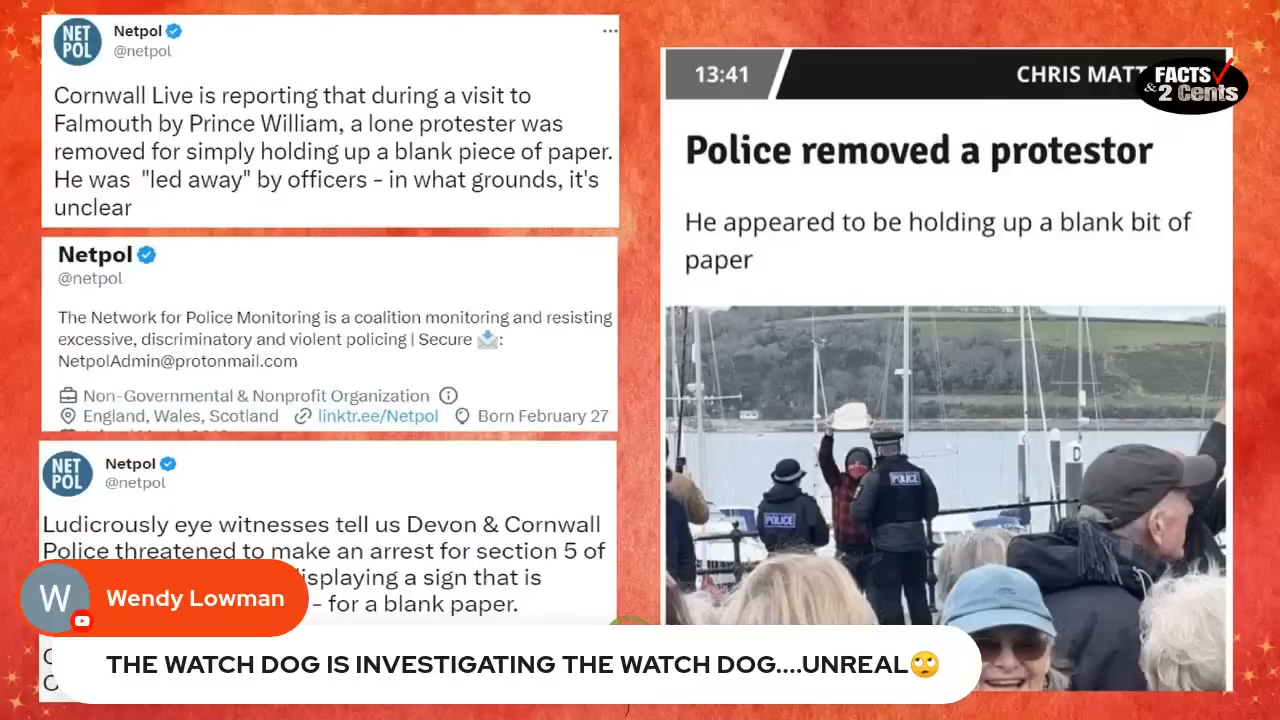 NET
POL
Netpol
@netpol
Cornwall Live is reporting that during a visit to
Falmouth by Prince William, a lone protester was
removed for simply holding up a blank piece of paper.
He was "led away" by officers - in what grounds, it's
unclear
Netpol
@netpol
The Network for Police Monitoring is a coalition monitoring and resisting
excessive, discriminatory and violent policing | Secure 📩:
NetpolAdmin@protonmail.com
Non-Governmental & Nonprofit Organization
England, Wales, Scotland linktr.ee/Netpol Born February 27
NET
POL
Netpol
@netpol
Ludicrously eye witnesses tell us Devon & Cornwall
Police threatened to make an arrest for section 5 of
displaying a sign that is
- for a blank paper.
W
Wendy Lowman
THE WATCH DOG IS INVESTIGATING THE WATCH DOG....UNREAL🙄
13:41
CHRIS MATT
FACTS
& 2 Cents
Police removed a protestor
He appeared to be holding up a blank bit of
paper
POLICE
POLICE
D